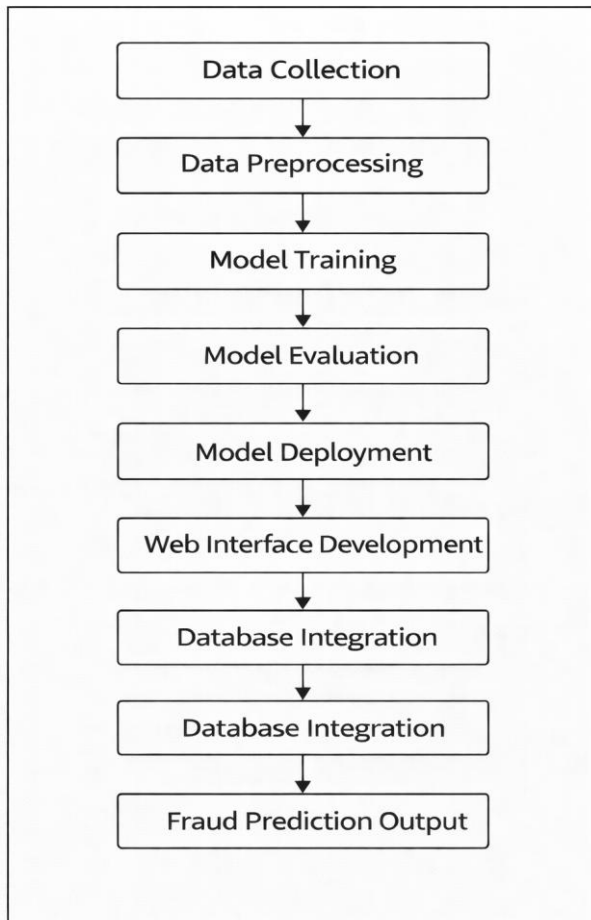 Data Collection
Data Preprocessing
Model Training
Model Evaluation
Model Deployment
Web Interface Development
Database Integration
Database Integration
Fraud Prediction Output